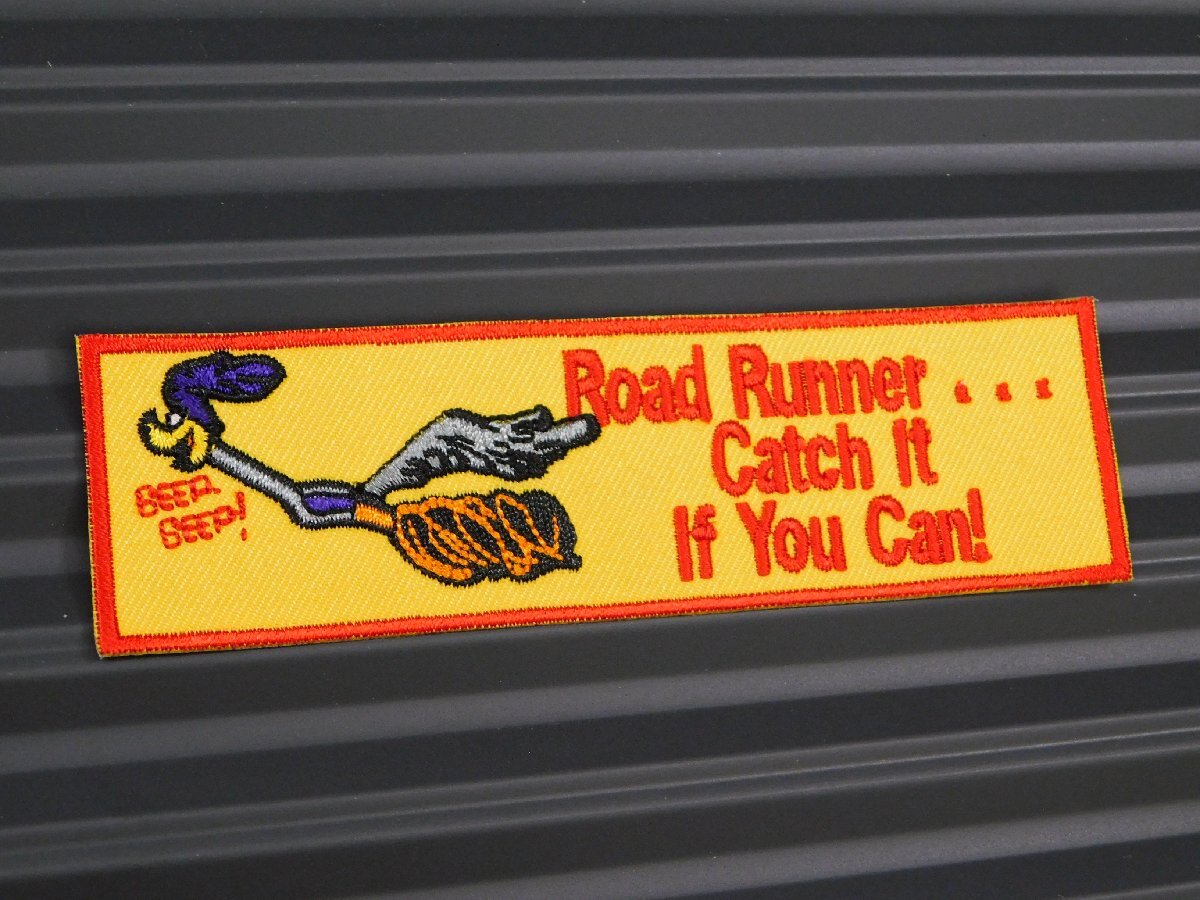 Road Runner . . .
Catch It
If You Can!
BEEP
BEEP!